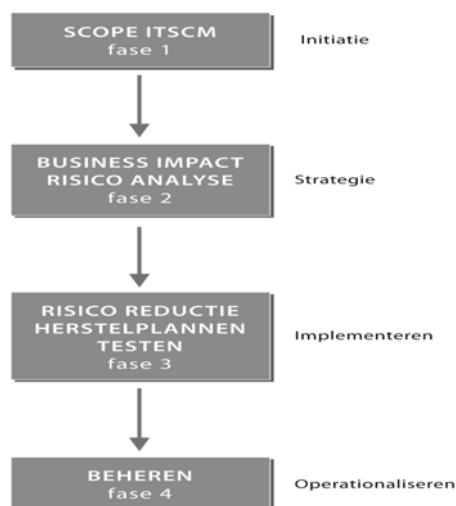 SCOPE ITSCM
fase 1
Initiatie
BUSINESS IMPACT
RISICO ANALYSE
fase 2
Strategie
RISICO REDUCTIE
HERSTELPLANNEN
TESTEN
fase 3
Implementeren
BEHEREN
fase 4
Operationaliseren